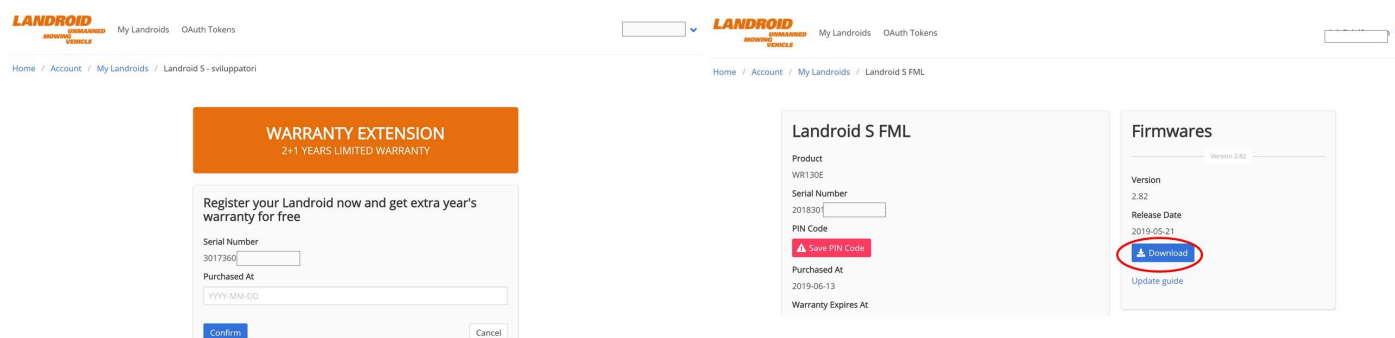 LANDROID
UNMANNED
MOWING
VEHICLE
My Landroids OAuth Tokens
Home / Account / My Landroids / Landroid S - sviluppatori
WARRANTY EXTENSION
2+1 YEARS LIMITED WARRANTY
Register your Landroid now and get extra year's
warranty for free
Serial Number
3017360
Purchased At
YYYY-MM-DD
Confirm Cancel
LANDROID
UNMANNED
MOWING
VEHICLE
My Landroids OAuth Tokens
Home / Account / My Landroids / Landroid S FML
Landroid S FML
Product
WR130E
Serial Number
2018301
PIN Code
Save PIN Code
Purchased At
2019-06-13
Warranty Expires At
Firmwares
Version 2.82
Version
2.82
Release Date
2019-05-21
Download
Update guide